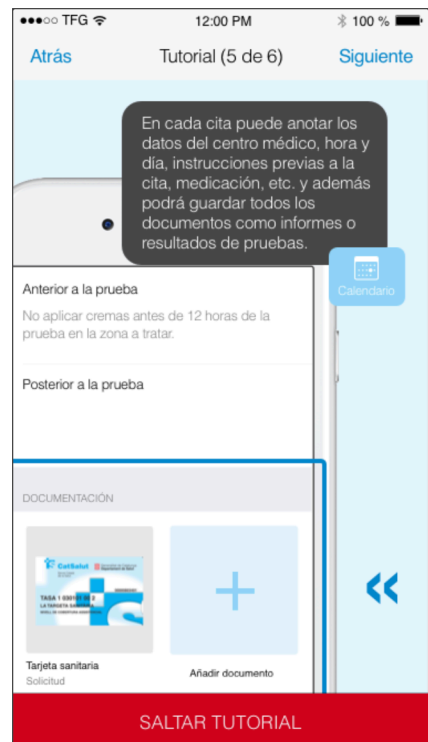 TFG 12:00 PM 100 %
Atrás Tutorial (5 de 6) Siguiente
En cada cita puede anotar los
datos del centro médico, hora y
día, instrucciones previas a la
cita, medicación, etc. y además
podrá guardar todos los
documentos como informes o
resultados de pruebas.
Calendario
Anterior a la prueba
No aplicar cremas antes de 12 horas de la
prueba en la zona a tratar.
Posterior a la prueba
DOCUMENTACIÓN
CatSalut
LA TARGETA SANITARIA
Tarjeta sanitaria
Solicitud
Añadir documento
SALTAR TUTORIAL